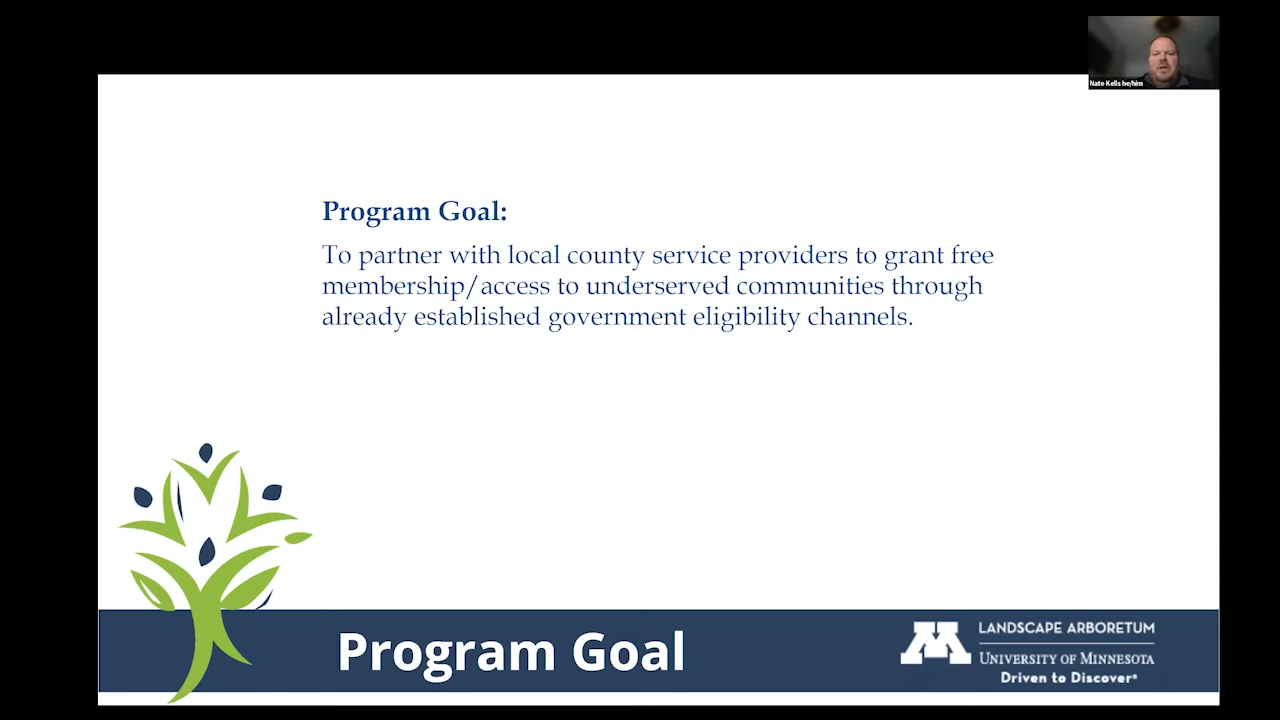 Nate Kells he/him
Program Goal:
To partner with local county service providers to grant free
membership/access to underserved communities through
already established government eligibility channels.
Program Goal
M
LANDSCAPE ARBORETUM
UNIVERSITY OF MINNESOTA
Driven to Discover®